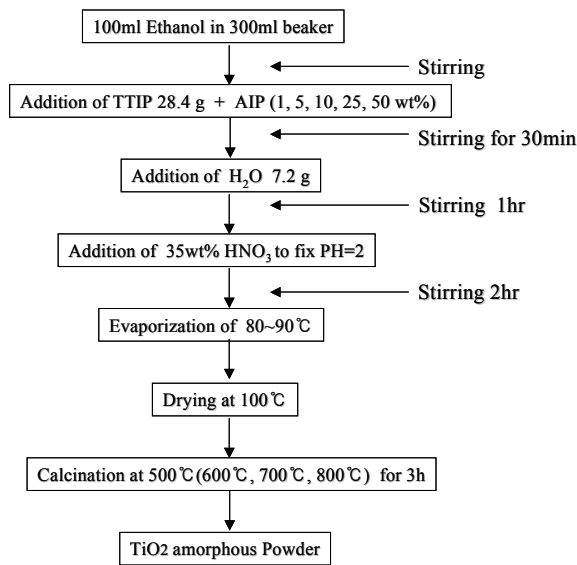 100ml Ethanol in 300ml beaker
Stirring
Addition of TTIP 28.4 g + AIP (1, 5, 10, 25, 50 wt%)
Stirring for 30min
Addition of H₂O 7.2 g
Stirring 1hr
Addition of 35wt% HNO₃ to fix PH=2
Stirring 2hr
Evaporization of 80~90℃
Drying at 100℃
Calcination at 500℃(600℃, 700℃, 800℃) for 3h
TiO2 amorphous Powder